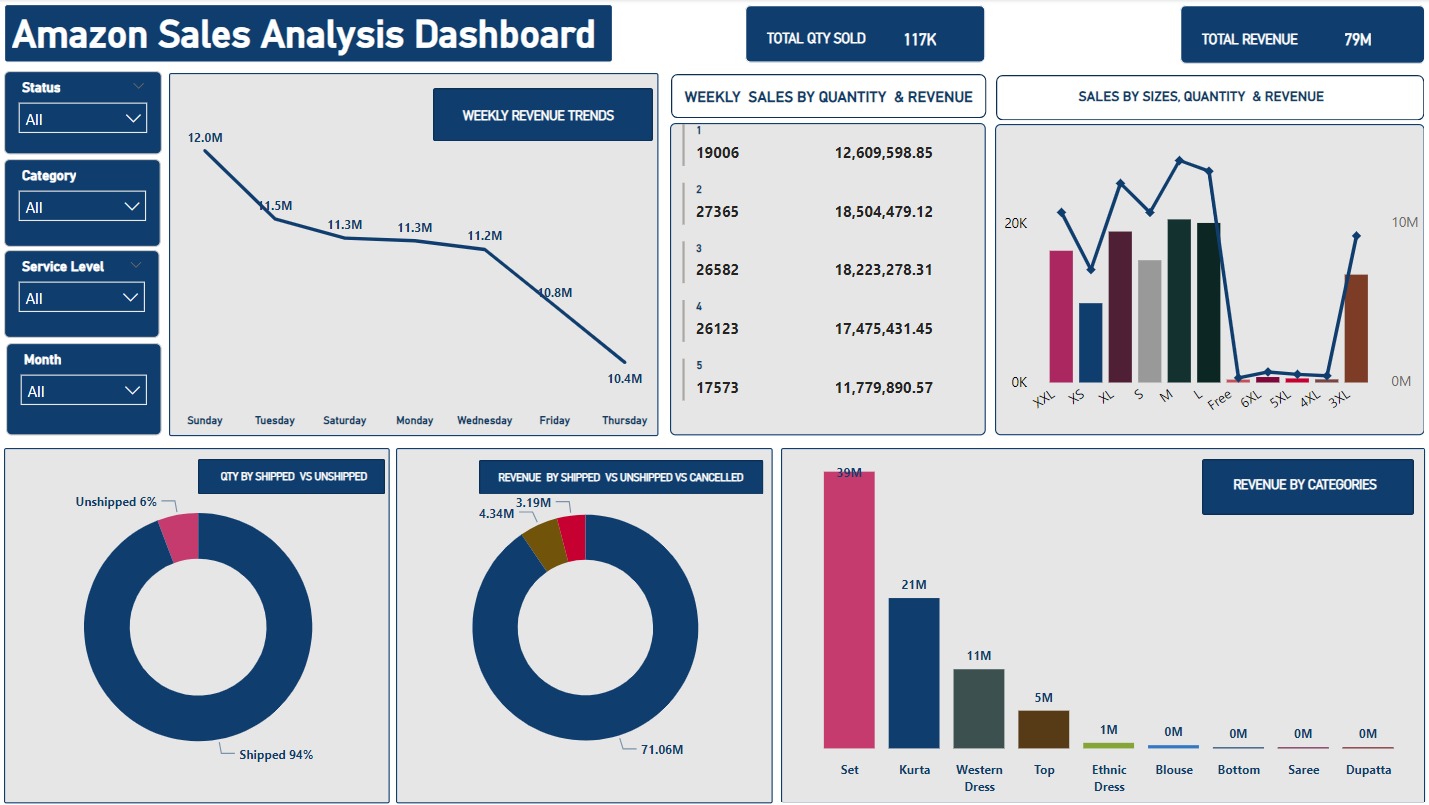 Amazon Sales Analysis Dashboard
TOTAL QTY SOLD 117K
TOTAL REVENUE 79M
Status
All
Category
All
Service Level
All
Month
All
WEEKLY REVENUE TRENDS
12.0M
11.5M
11.3M
11.3M
11.2M
10.8M
10.4M
Sunday Tuesday Saturday Monday Wednesday Friday Thursday
WEEKLY SALES BY QUANTITY & REVENUE
1
19006 12,609,598.85
2
27365 18,504,479.12
3
26582 18,223,278.31
4
26123 17,475,431.45
5
17573 11,779,890.57
SALES BY SIZES, QUANTITY & REVENUE
20K 10M
0K 0M
XXL XS XL S M L Free 6XL 5XL 4XL 3XL
QTY BY SHIPPED VS UNSHIPPED
Unshipped 6%
Shipped 94%
REVENUE BY SHIPPED VS UNSHIPPED VS CANCELLED
3.19M
4.34M
71.06M
REVENUE BY CATEGORIES
39M
21M
11M
5M
1M
0M
0M
0M
0M
Set Kurta Western Dress Top Ethnic Dress Blouse Bottom Saree Dupatta